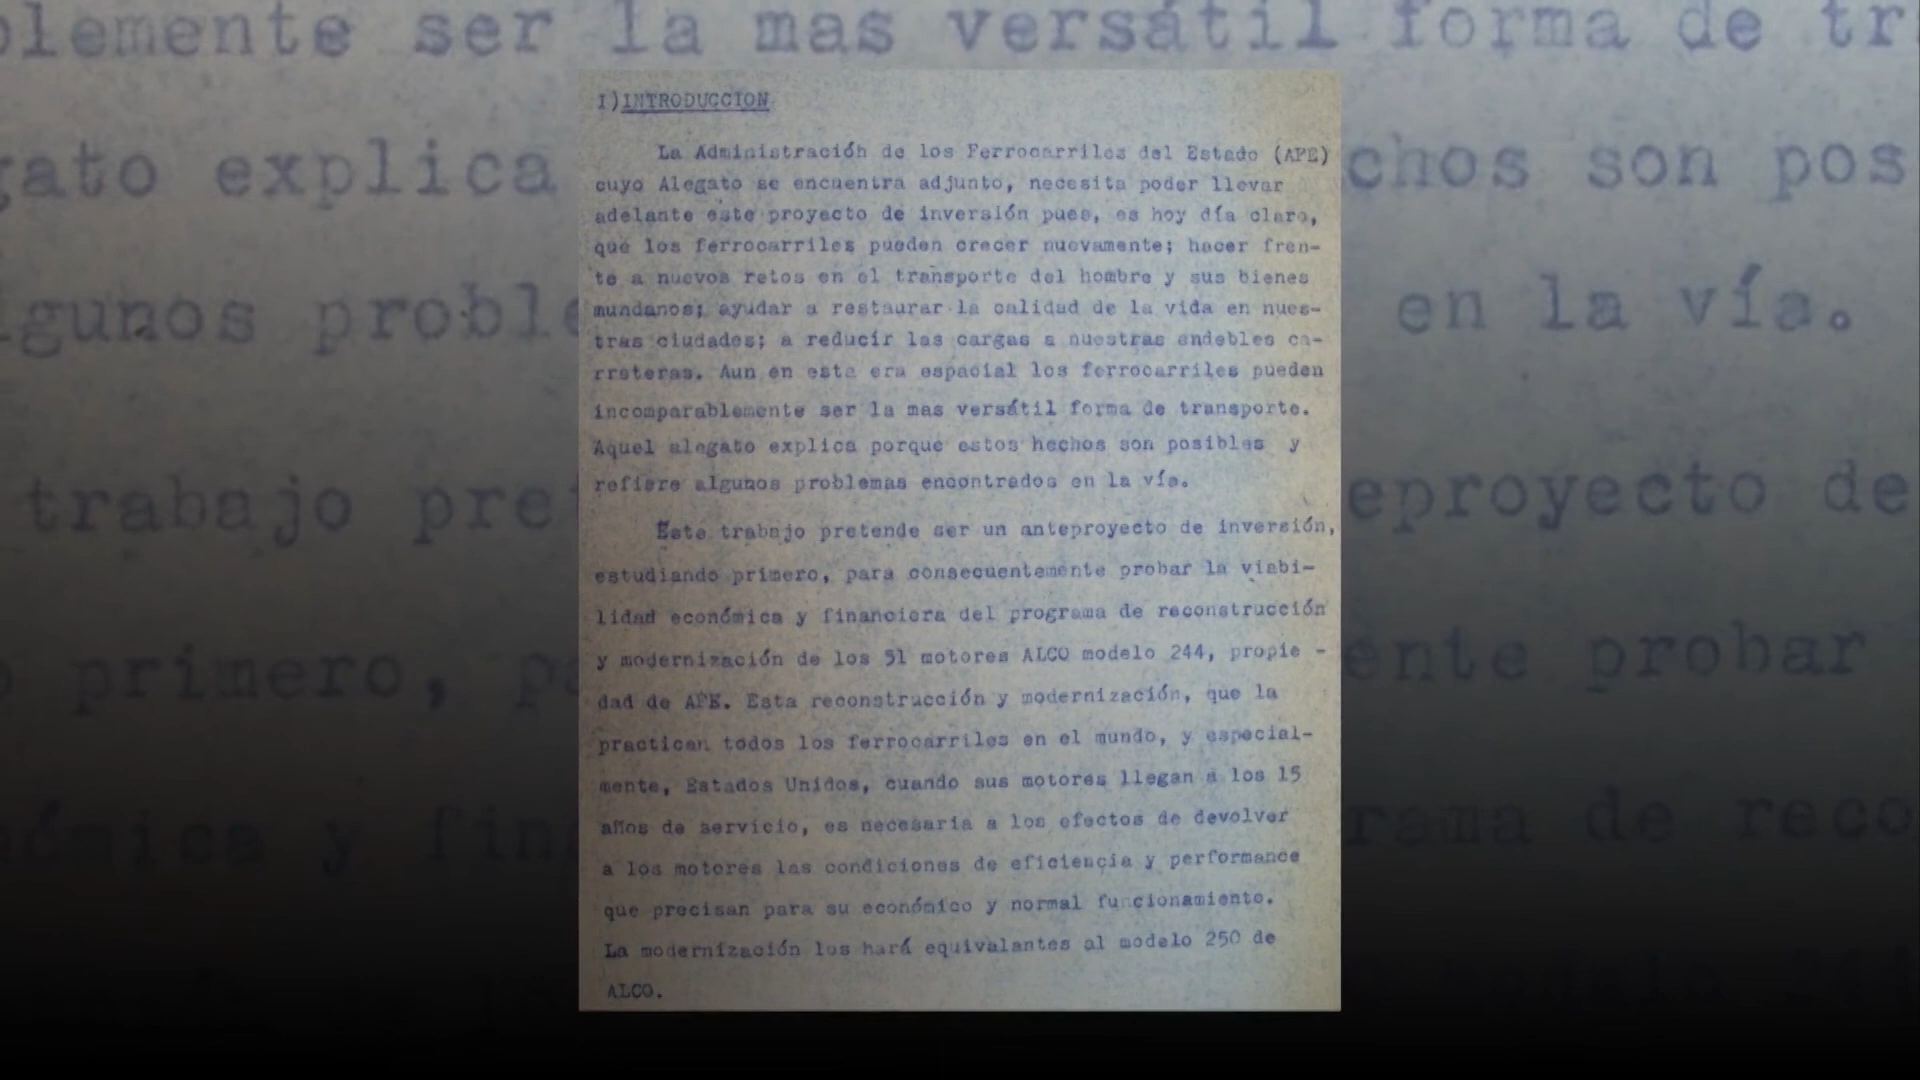 I)INTRODUCCION
La Administración de los Ferrocarriles del Estado (AFE)
cuyo Alegato se encuentra adjunto, necesita poder llevar
adelante este proyecto de inversión pues, es hoy día claro,
que los ferrocarriles pueden crecer nuevamente; hacer fren-
te a nuevos retos en el transporte del hombre y sus bienes
mundanos; ayudar a restaurar la calidad de la vida en nues-
tras ciudades; a reducir las cargas a nuestras endebles ca-
rreteras. Aun en esta era espacial los ferrocarriles pueden
incomparablemente ser la mas versátil forma de transporte.
Aquel alegato explica porque estos hechos son posibles y
refiere algunos problemas encontrados en la vía.
Este trabajo pretende ser un anteproyecto de inversión,
estudiando primero, para consecuentemente probar la viabi-
lidad económica y financiera del programa de reconstrucción
y modernización de los 51 motores ALCO modelo 244, propie -
dad de AFE. Esta reconstrucción y modernización, que la
practican todos los ferrocarriles en el mundo, y especial-
mente, Estados Unidos, cuando sus motores llegan a los 15
años de servicio, es necesaria a los efectos de devolver
a los motores las condiciones de eficiencia y performance
que precisan para su económico y normal funcionamiento.
La modernización los hará equivalantes al modelo 250 de
ALCO.